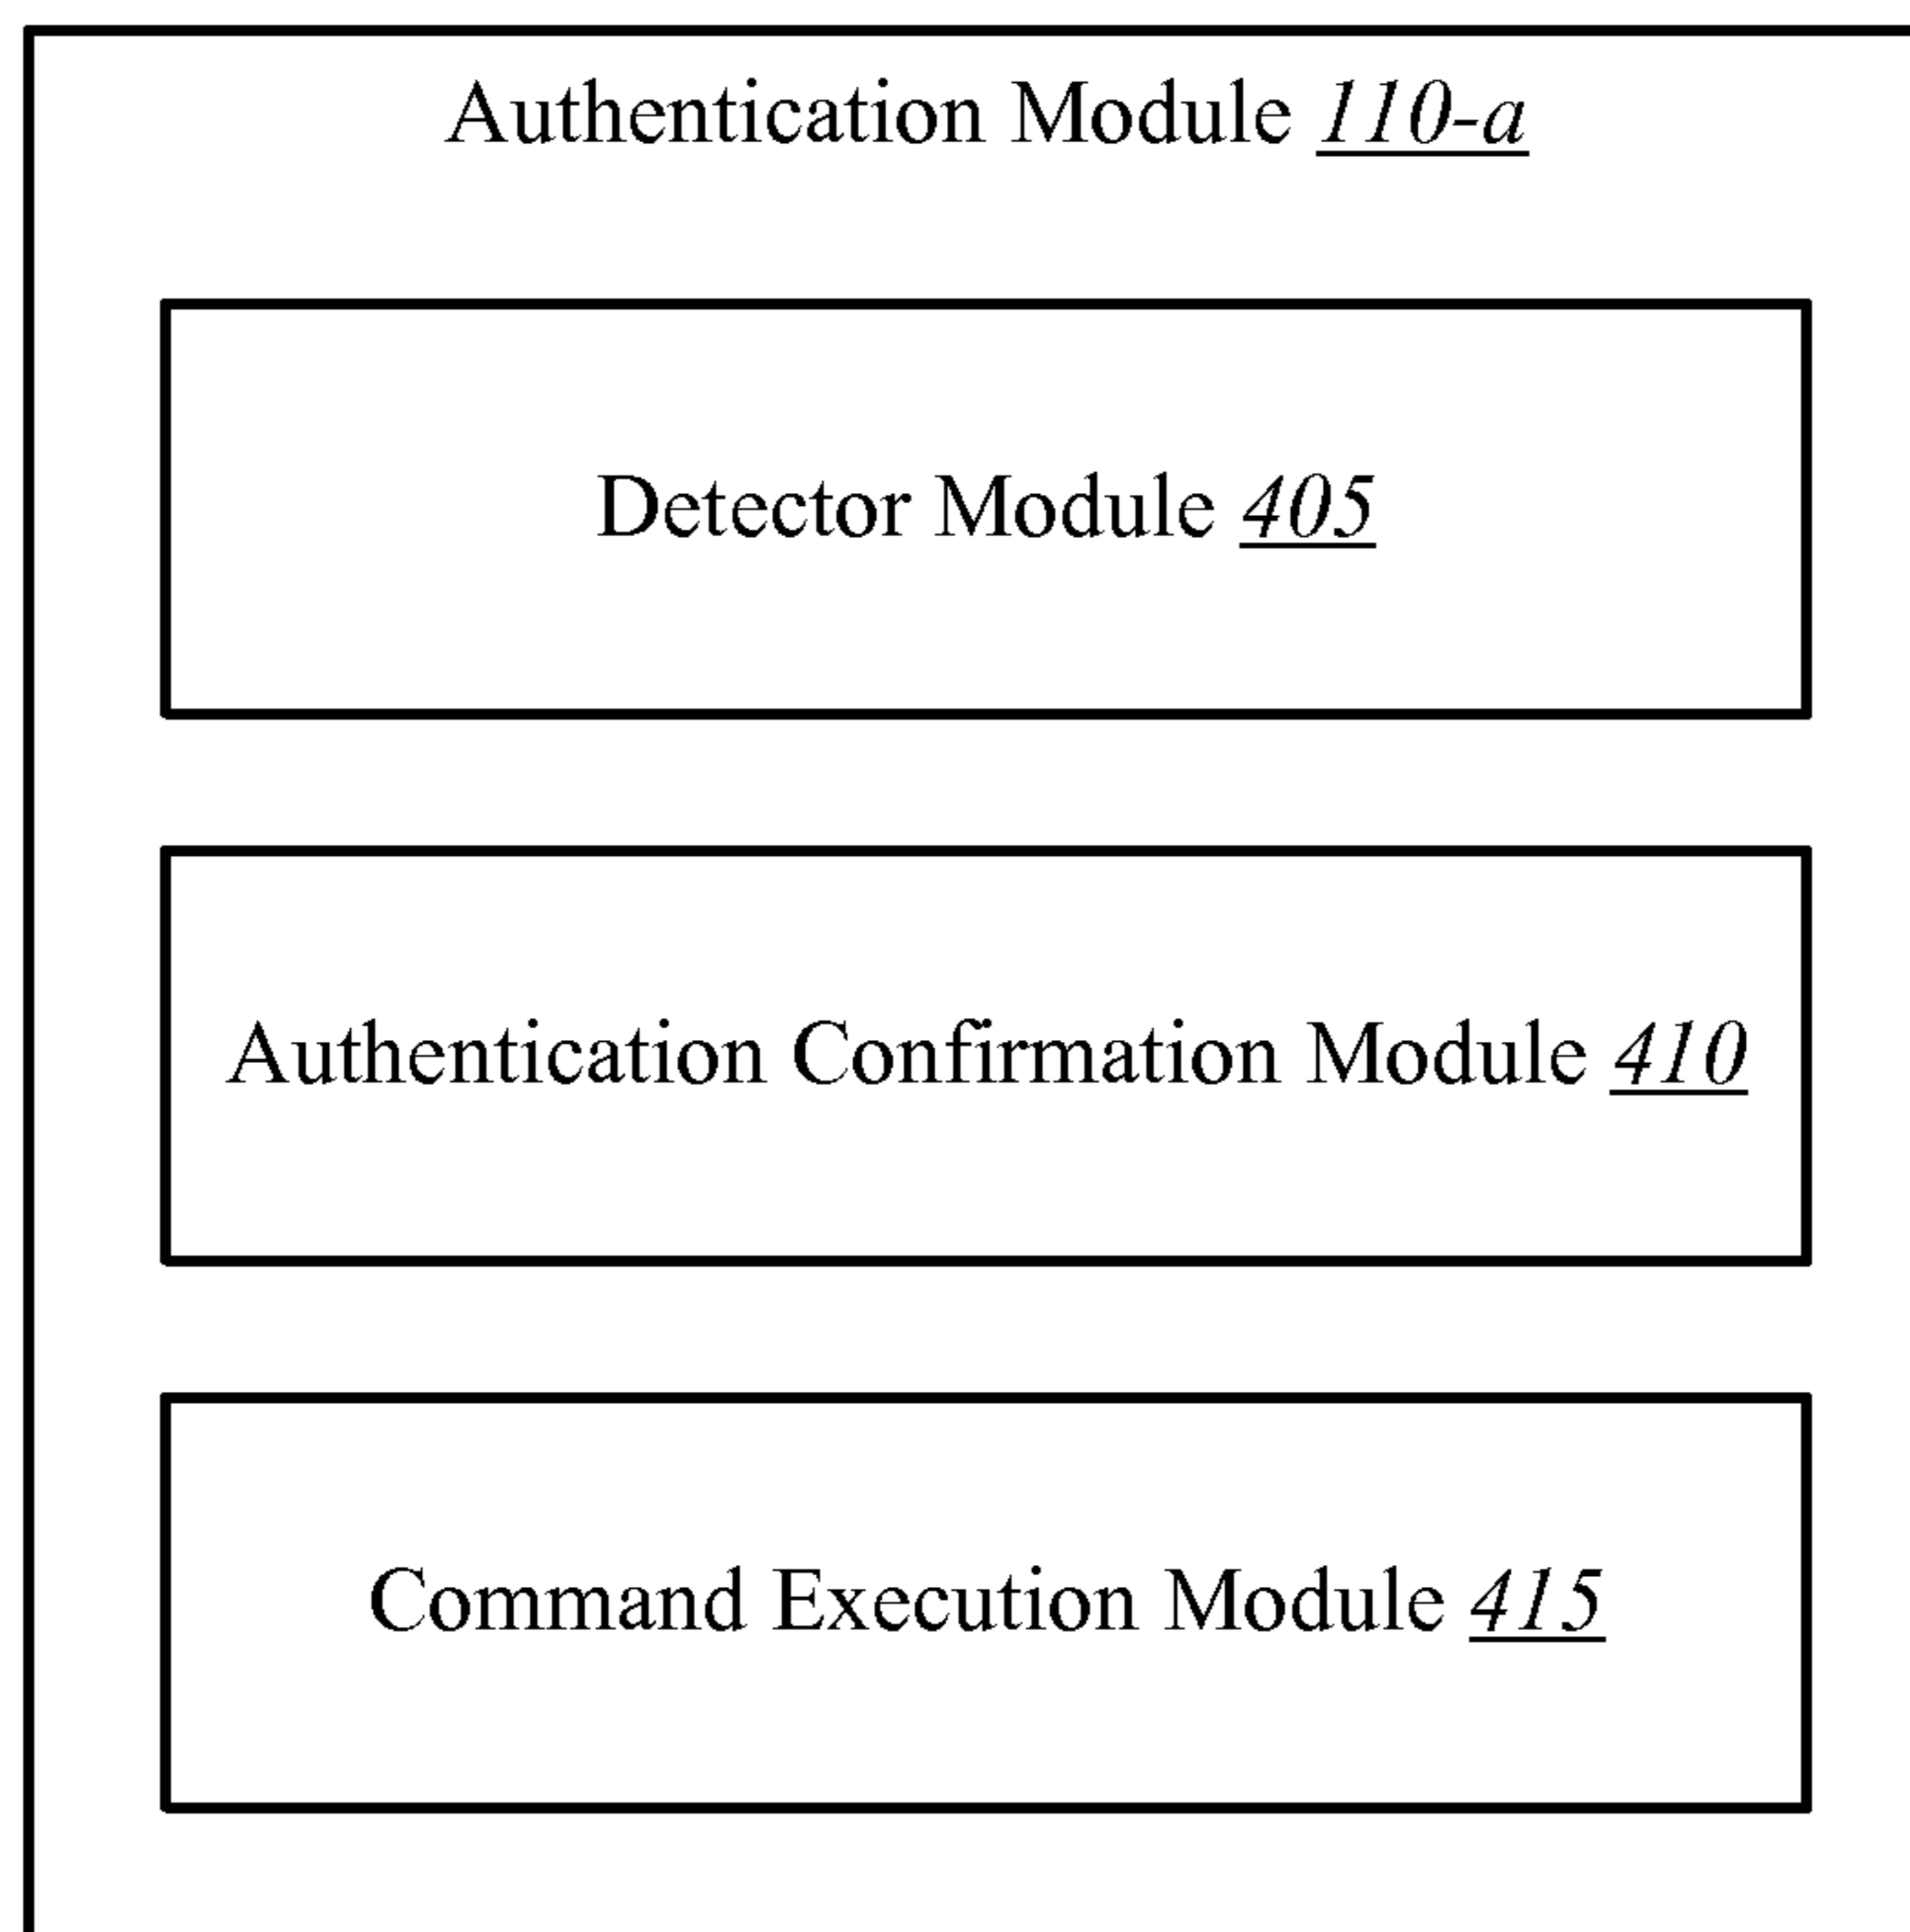 Authentication Module 110-a
Detector Module 405
Authentication Confirmation Module 410
Command Execution Module 415